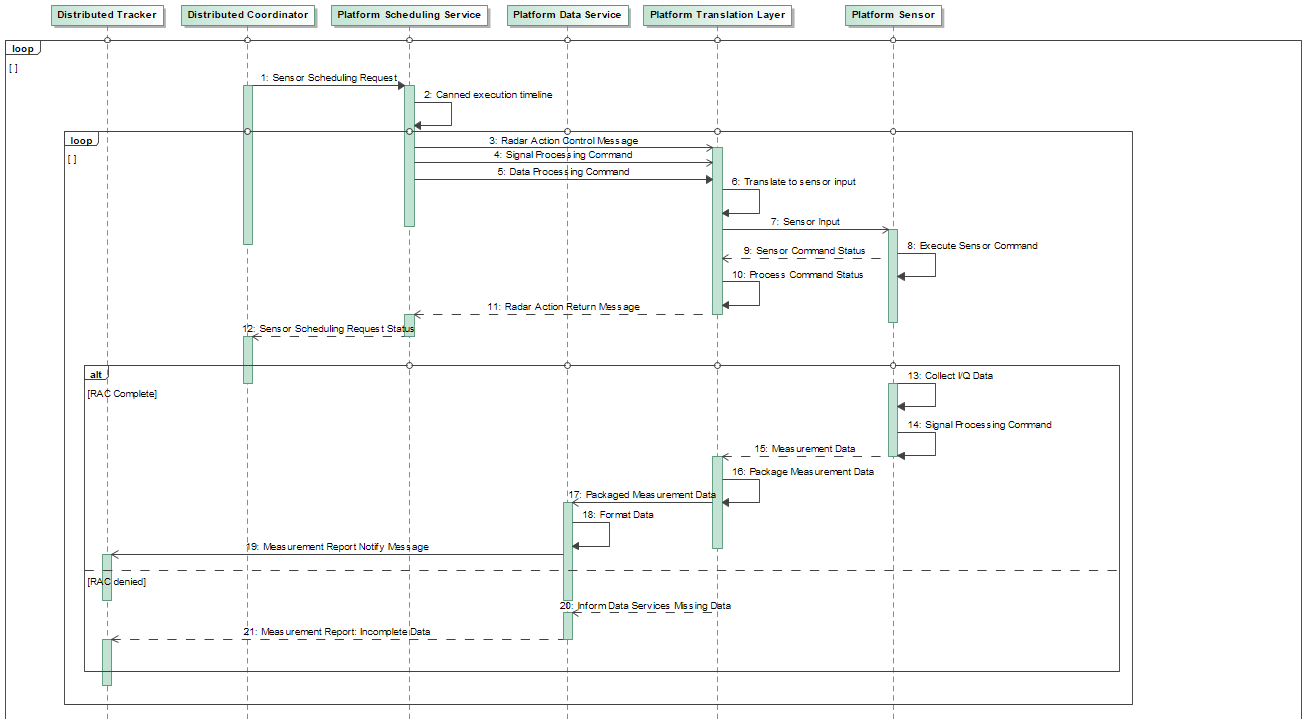 Distributed Tracker
Distributed Coordinator
Platform Scheduling Service
Platform Data Service
Platform Translation Layer
Platform Sensor
loop
[ ]
1: Sensor Scheduling Request
2: Canned execution timeline
loop
[ ]
3: Radar Action Control Message
4: Signal Processing Command
5: Data Processing Command
6: Translate to sensor input
7: Sensor Input
8: Execute Sensor Command
9: Sensor Command Status
10: Process Command Status
11: Radar Action Return Message
12: Sensor Scheduling Request Status
alt
[RAC Complete]
13: Collect I/Q Data
14: Signal Processing Command
15: Measurement Data
16: Package Measurement Data
17: Packaged Measurement Data
18: Format Data
19: Measurement Report Notify Message
[RAC denied]
20: Inform Data Services Missing Data
21: Measurement Report: Incomplete Data